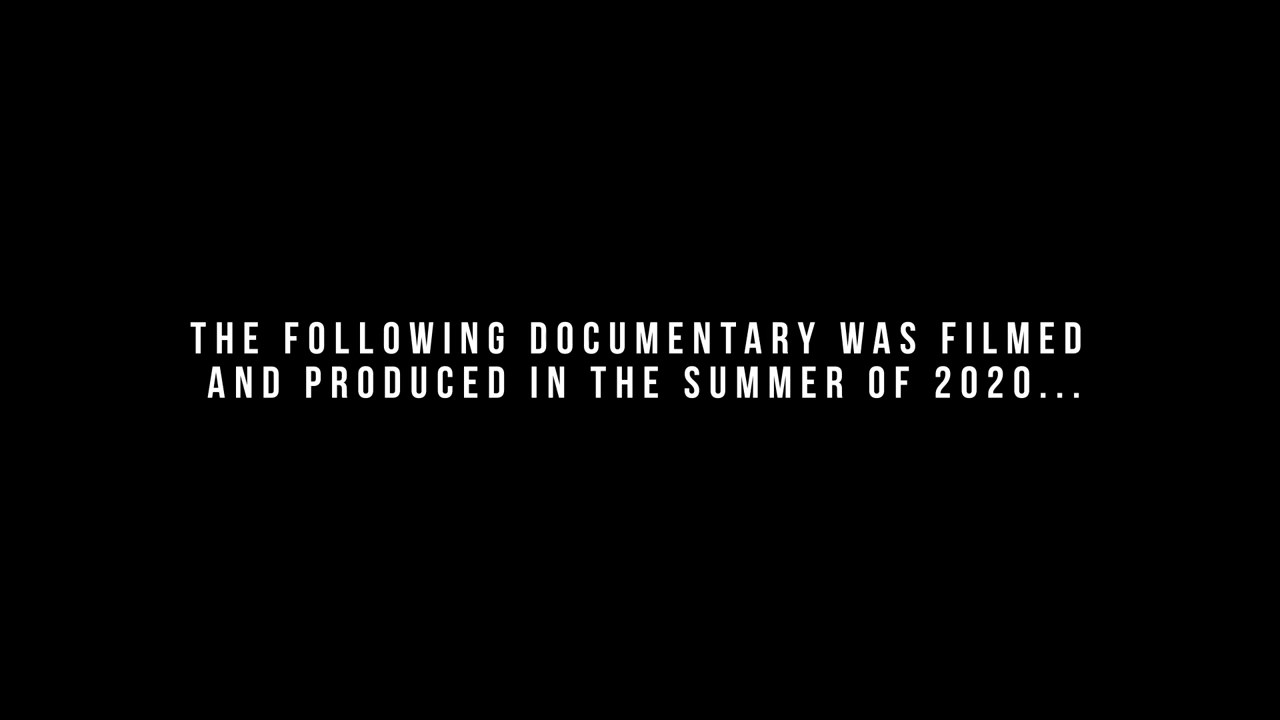 THE FOLLOWING DOCUMENTARY WAS FILMED
AND PRODUCED IN THE SUMMER OF 2020...